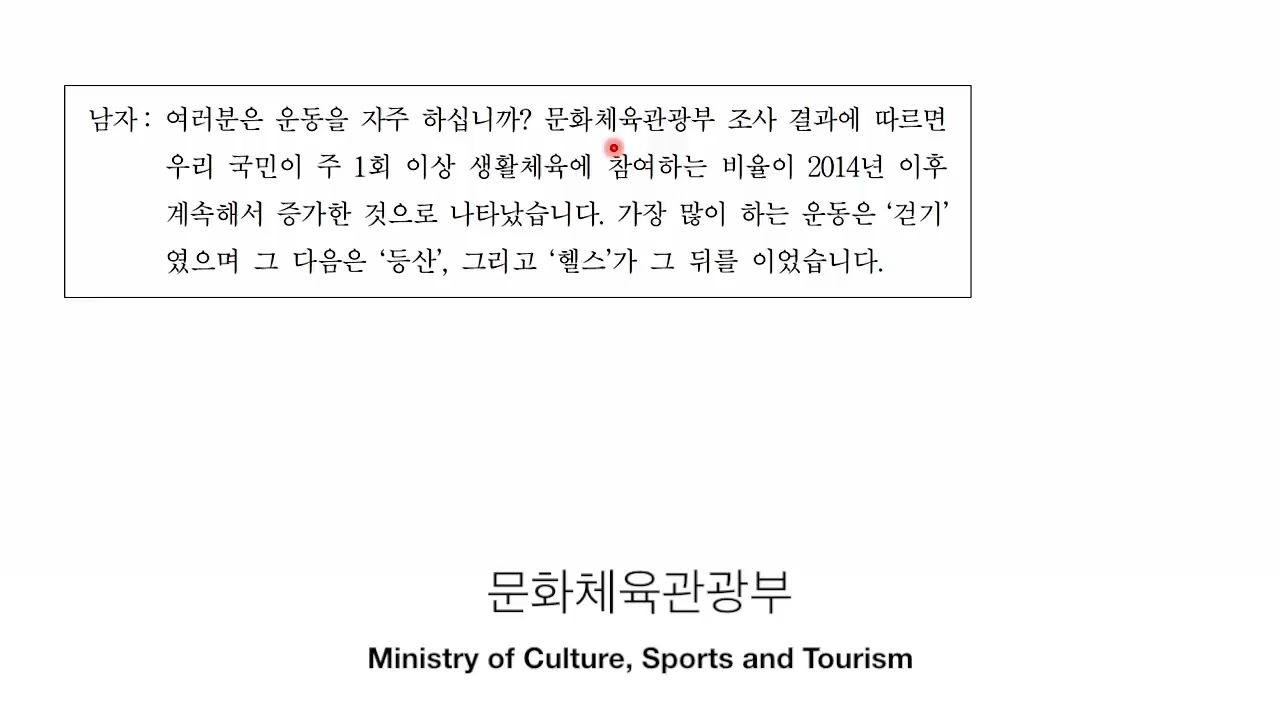 남자 : 여러분은 운동을 자주 하십니까? 문화체육관광부 조사 결과에 따르면
우리 국민이 주 1회 이상 생활체육에 참여하는 비율이 2014년 이후
계속해서 증가한 것으로 나타났습니다. 가장 많이 하는 운동은 ‘걷기’
였으며 그 다음은 ‘등산’, 그리고 ‘헬스’가 그 뒤를 이었습니다.
문화체육관광부
Ministry of Culture, Sports and Tourism